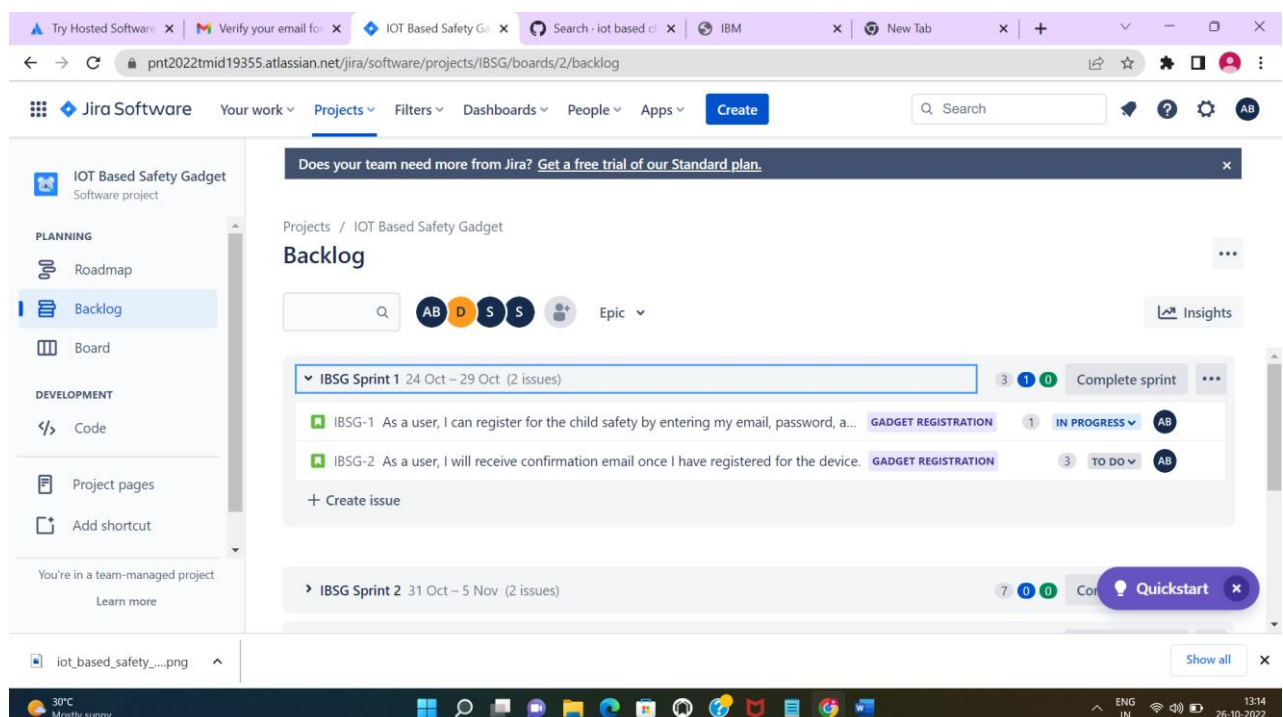 Try Hosted Software
Verify your email fo
IOT Based Safety Ga
Search · iot based c
IBM
New Tab
pnt2022tmid19355.atlassian.net/jira/software/projects/IBSG/boards/2/backlog
Jira Software Your work Projects Filters Dashboards People Apps Create Search AB
Does your team need more from Jira? Get a free trial of our Standard plan.
IOT Based Safety Gadget
Software project
PLANNING
Roadmap
Backlog
Board
DEVELOPMENT
Code
Project pages
Add shortcut
You're in a team-managed project
Learn more
Projects / IOT Based Safety Gadget
Backlog
AB D S S Epic Insights
IBSG Sprint 1 24 Oct – 29 Oct (2 issues) 3 1 0 Complete sprint
IBSG-1 As a user, I can register for the child safety by entering my email, password, a... GADGET REGISTRATION 1 IN PROGRESS AB
IBSG-2 As a user, I will receive confirmation email once I have registered for the device. GADGET REGISTRATION 3 TO DO AB
+ Create issue
IBSG Sprint 2 31 Oct – 5 Nov (2 issues) 7 0 0
Quickstart
iot_based_safety_....png Show all
30°C
Mostly sunny
ENG
IN
13:14
26-10-2022